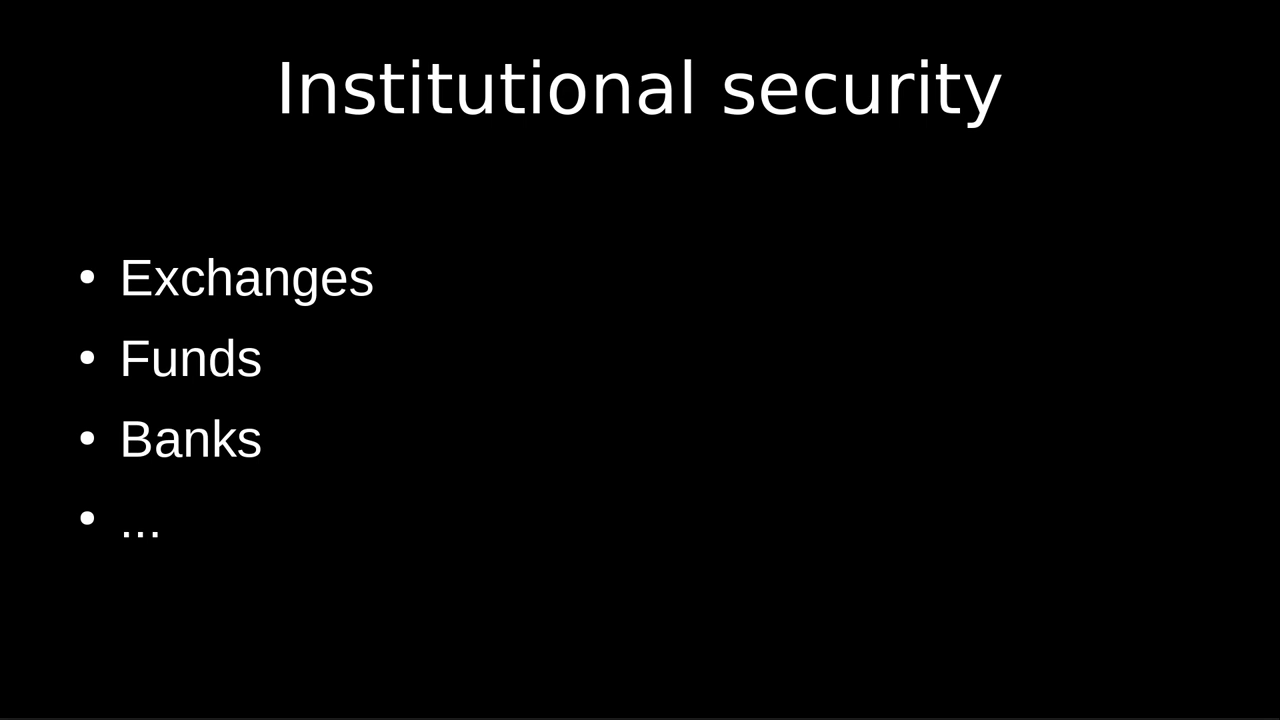 Institutional security
• Exchanges
• Funds
• Banks
• ...